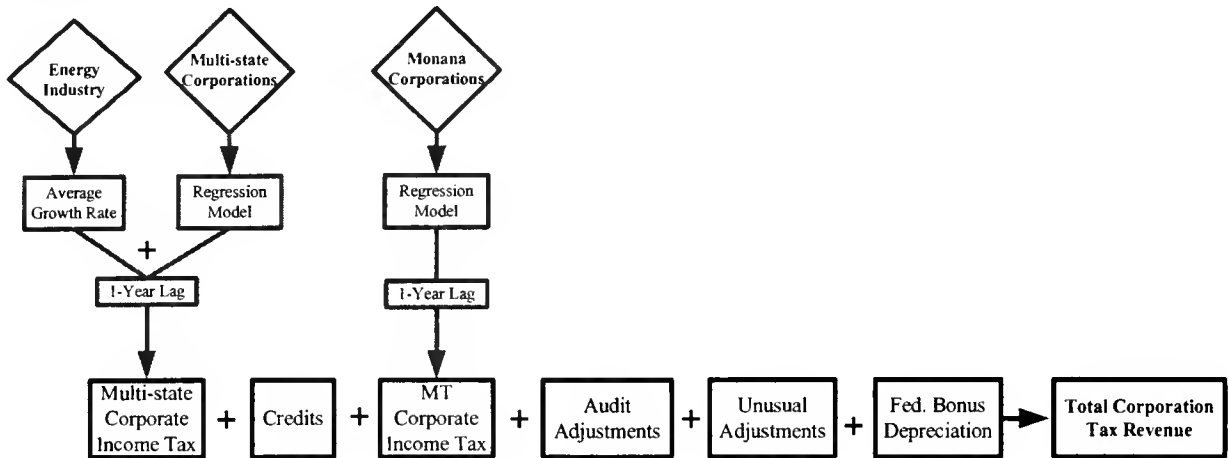 Energy
Industry
Multi-state
Corporations
Monana
Corporations
Average
Growth Rate
Regression
Model
Regression
Model
+
1-Year Lag
1-Year Lag
Multi-state
Corporate
Income Tax
+
Credits
+
MT
Corporate
Income Tax
+
Audit
Adjustments
+
Unusual
Adjustments
+
Fed. Bonus
Depreciation
Total Corporation
Tax Revenue